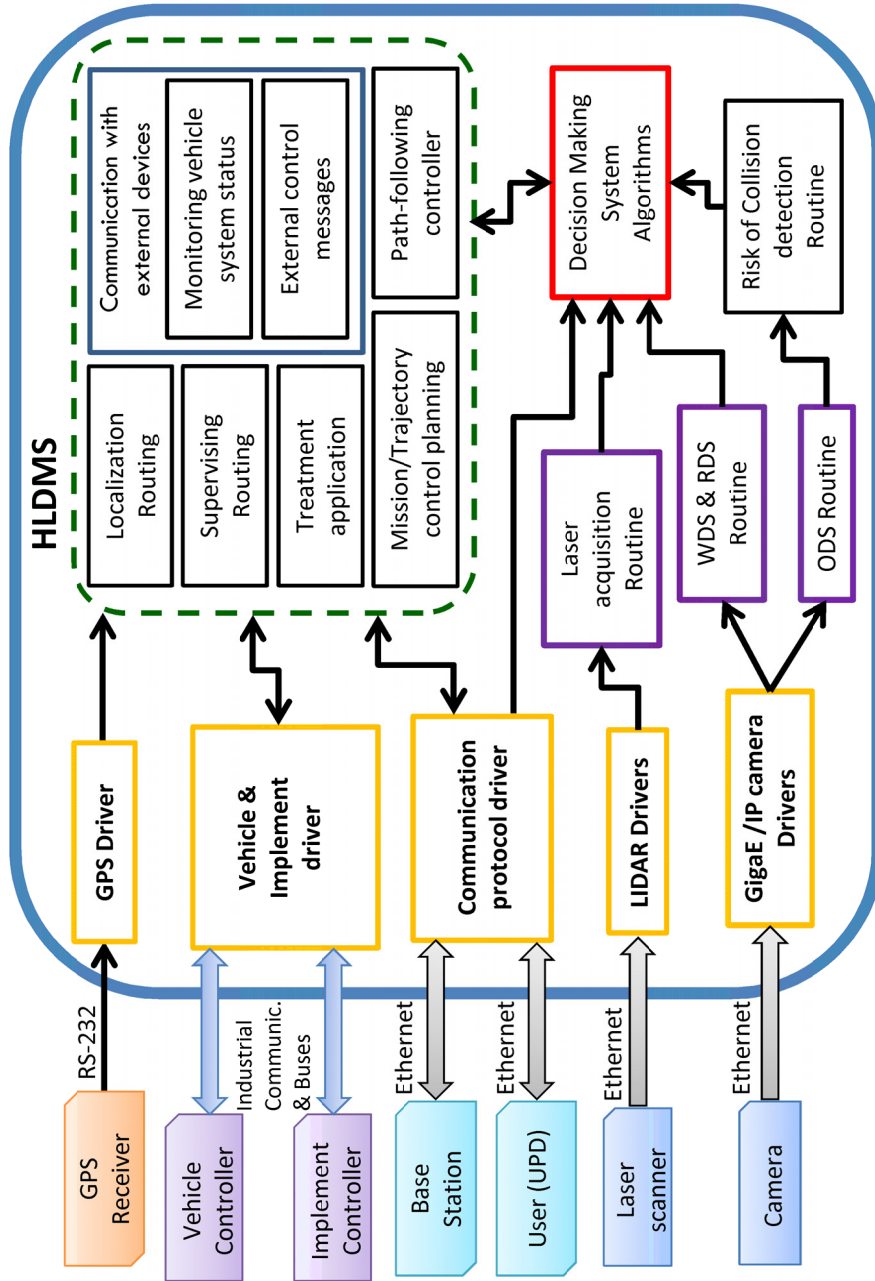 HLDMS
GPS
Receiver
RS-232
GPS Driver
Localization
Routing
Communication with
external devices
Monitoring vehicle
system status
Supervising
Routing
External control
messages
Treatment
application
Mission/Trajectory
control planning
Path-following
controller
Vehicle
Controller
Industrial
Communic.
& Buses
Implement
Controller
Vehicle &
Implement
driver
Base
Station
Ethernet
User (UPD)
Ethernet
Communication
protocol driver
Laser
scanner
Ethernet
LIDAR Drivers
Laser
acquisition
Routine
Decision Making
System
Algorithms
Camera
Ethernet
GigaE /IP camera
Drivers
WDS & RDS
Routine
ODS Routine
Risk of Collision
detection
Routine